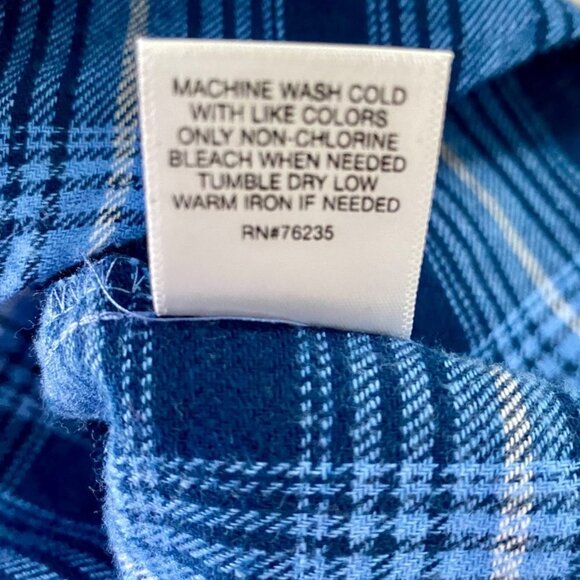 MACHINE WASH COLD
WITH LIKE COLORS
ONLY NON-CHLORINE
BLEACH WHEN NEEDED
TUMBLE DRY LOW
WARM IRON IF NEEDED
RN#76235